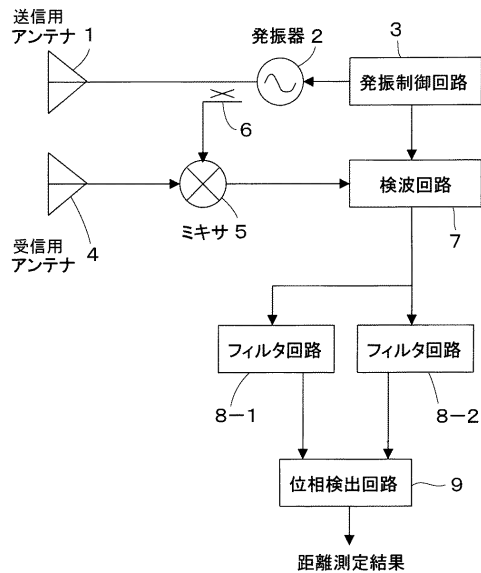 送信用
アンテナ 1
発振器 2
3
発振制御回路
6
検波回路
7
ミキサ 5
4
受信用
アンテナ
フィルタ回路
フィルタ回路
8-1
8-2
位相検出回路
9
距離測定結果